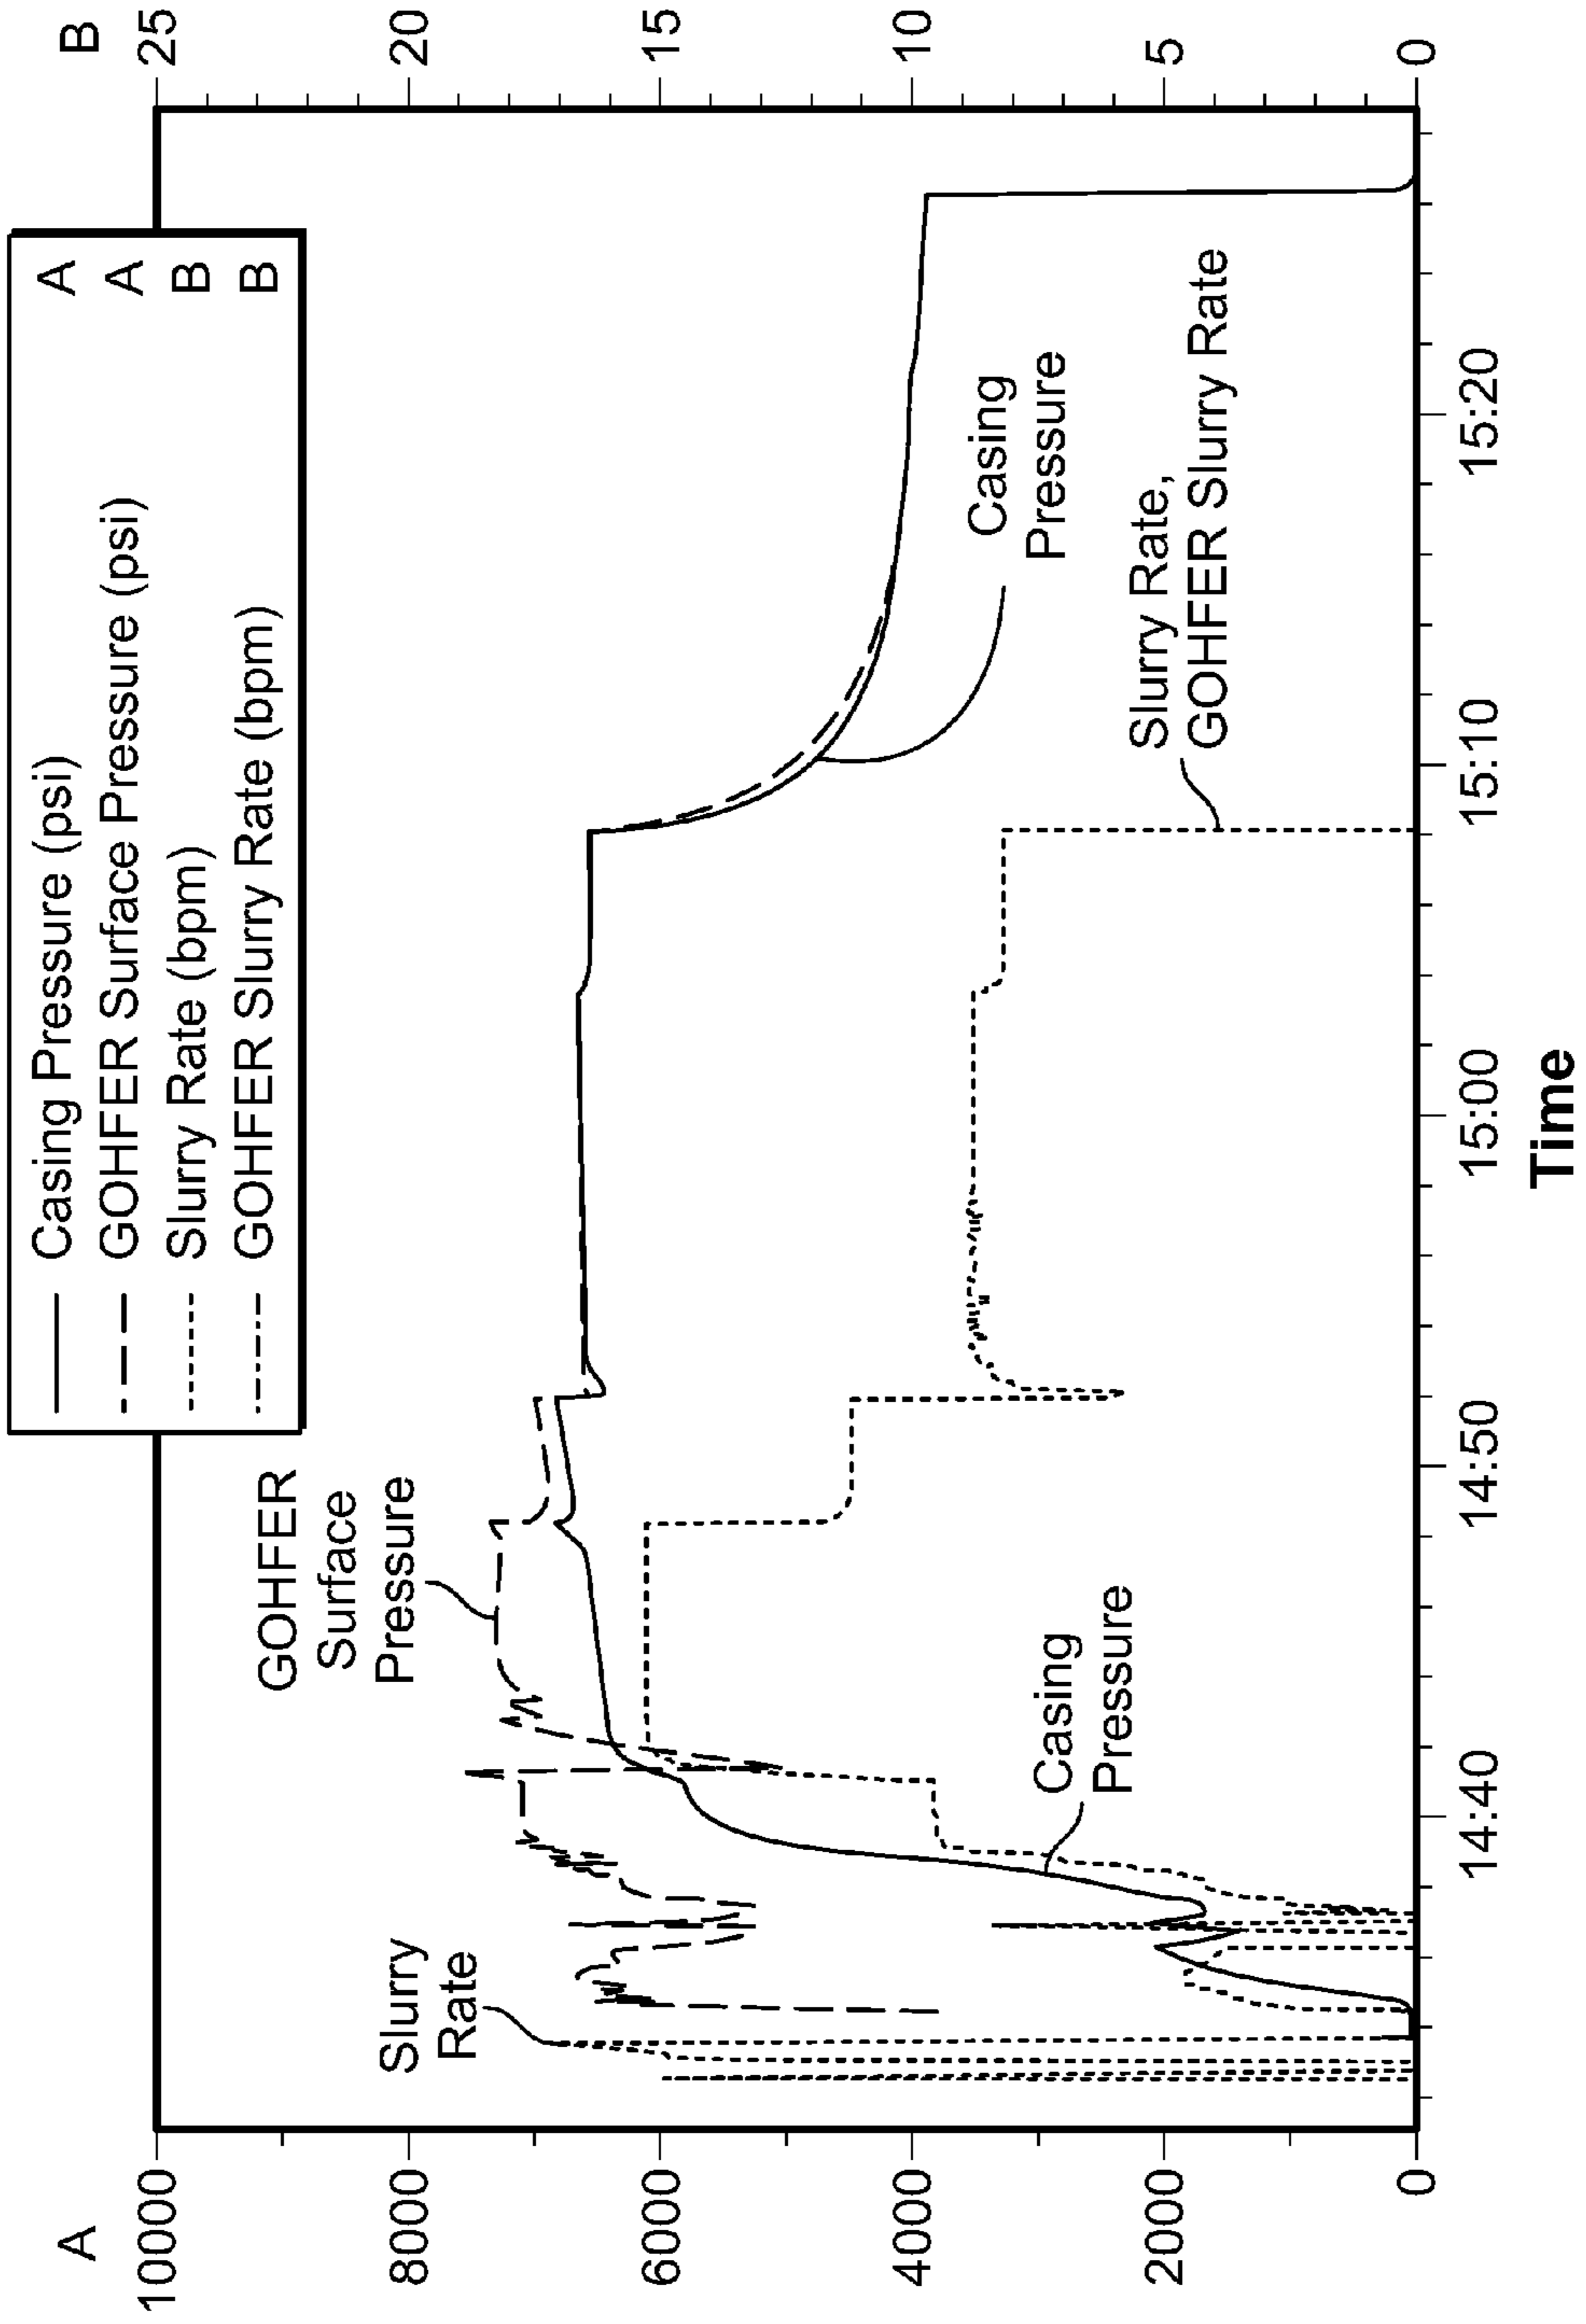 Casing Pressure (psi) A
GOHFER Surface Pressure (psi) A
Slurry Rate (bpm) B
GOHFER Slurry Rate (bpm) B
A
10000
8000
6000
4000
2000
0
B
25
20
15
10
5
0
Slurry
Rate
GOHFER
Surface
Pressure
Casing
Pressure
Casing
Pressure
Slurry Rate,
GOHFER Slurry Rate
14:40
14:50
15:00
15:10
15:20
Time